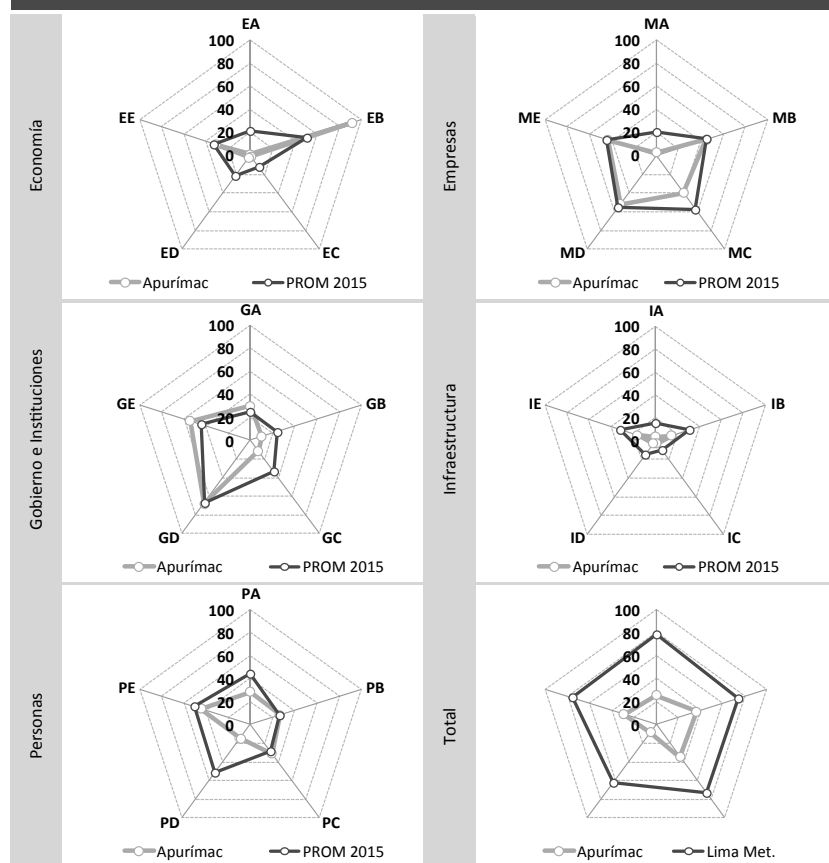 Economía
EA
100
80
60
40
20
0
EB
EC
ED
EE
Apurímac
PROM 2015
Empresas
MA
100
80
60
40
20
0
MB
MC
MD
ME
Apurímac
PROM 2015
Gobierno e Instituciones
GA
100
80
60
40
20
0
GB
GC
GD
GE
Apurímac
PROM 2015
Infraestructura
IA
100
80
60
40
20
0
IB
IC
ID
IE
Apurímac
PROM 2015
Personas
PA
100
80
60
40
20
0
PB
PC
PD
PE
Apurímac
PROM 2015
Total
100
80
60
40
20
0
Apurímac
Lima Met.